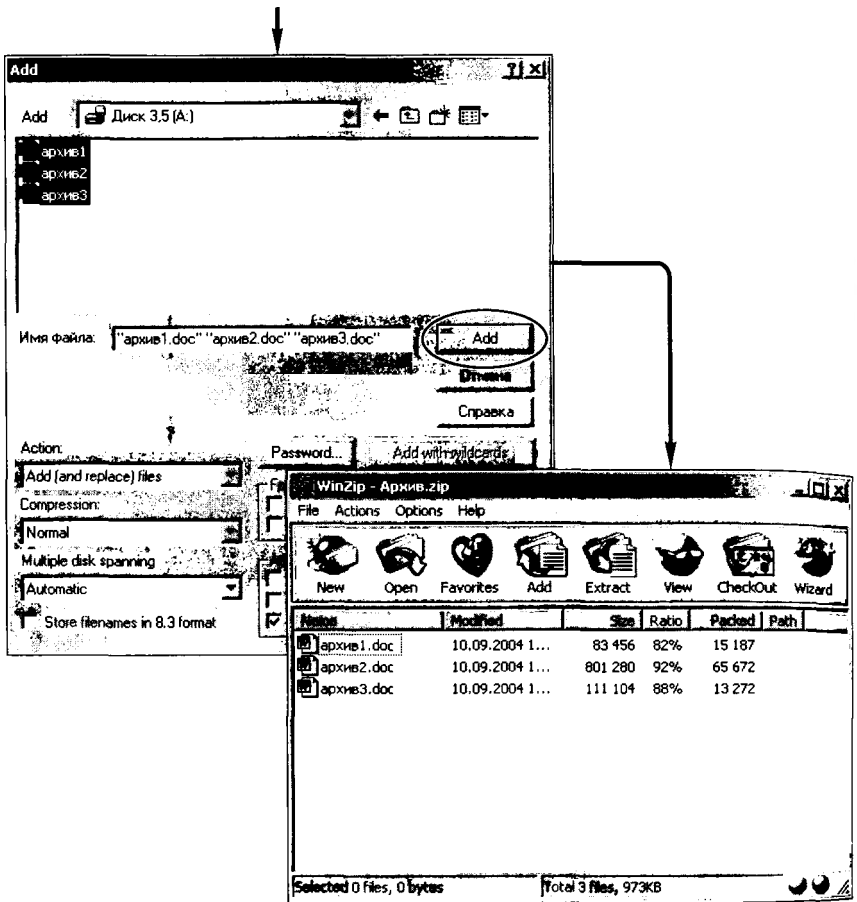 Add
Add Диск 3,5 (A:)
архив1
архив2
архив3
Имя файла: "архив1.doc" "архив2.doc" "архив3.doc" Add
Отмена
Справка
Action:
Add (and replace) files
Password... Add with wildcards
Compression:
Normal
Multiple disk spanning
Automatic
Store filenames in 8.3 format
WinZip - Архив.zip
File Actions Options Help
New Open Favorites Add Extract View CheckOut Wizard
Name Modified Size Ratio Packed Path
архив1.doc 10.09.2004 1... 83 456 82% 15 187
архив2.doc 10.09.2004 1... 801 280 92% 65 672
архив3.doc 10.09.2004 1... 111 104 88% 13 272
Selected 0 files, 0 bytes Total 3 files, 973KB